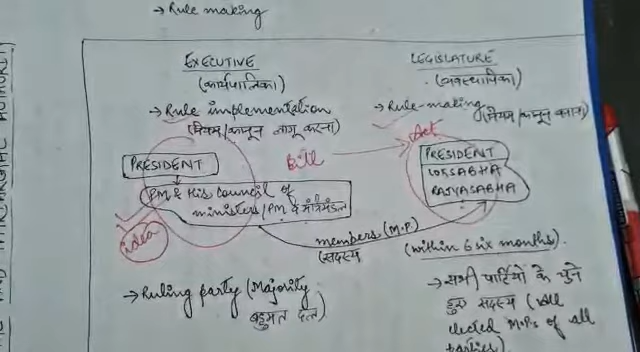 → Rule making
EXECUTIVE
(कार्यपालिका)
→ Rule implementation
(नियम/कानून लागू करना)
PRESIDENT
PM & His Council of
ministers/PM व मंत्रिमंडल
idea
Bill
LEGISLATURE
(व्यवस्थापिका)
→ Rule-making
(नियम/कानून बनाना)
Act
PRESIDENT
LOKSABHA
RAJYASABHA
members (M.P.)
(सदस्य
(within 6 six months).
→ Ruling party (Majority
बहुमत दल)
→ सभी पार्टियों के चुने
हुए सदस्य (All
elected M.Ps of all
parties).